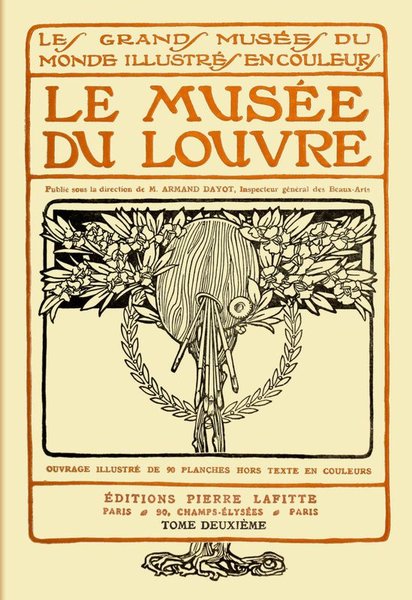 LES GRANDS MUSÉES DU
MONDE ILLUSTRÉS EN COULEURS
LE MUSÉE
DU LOUVRE
Publié sous la direction de M. ARMAND DAYOT, Inspecteur général des Beaux-Arts
OUVRAGE ILLUSTRÉ DE 90 PLANCHES HORS TEXTE EN COULEURS
ÉDITIONS PIERRE LAFITTE
PARIS 90, CHAMPS-ÉLYSÉES PARIS
TOME DEUXIÈME